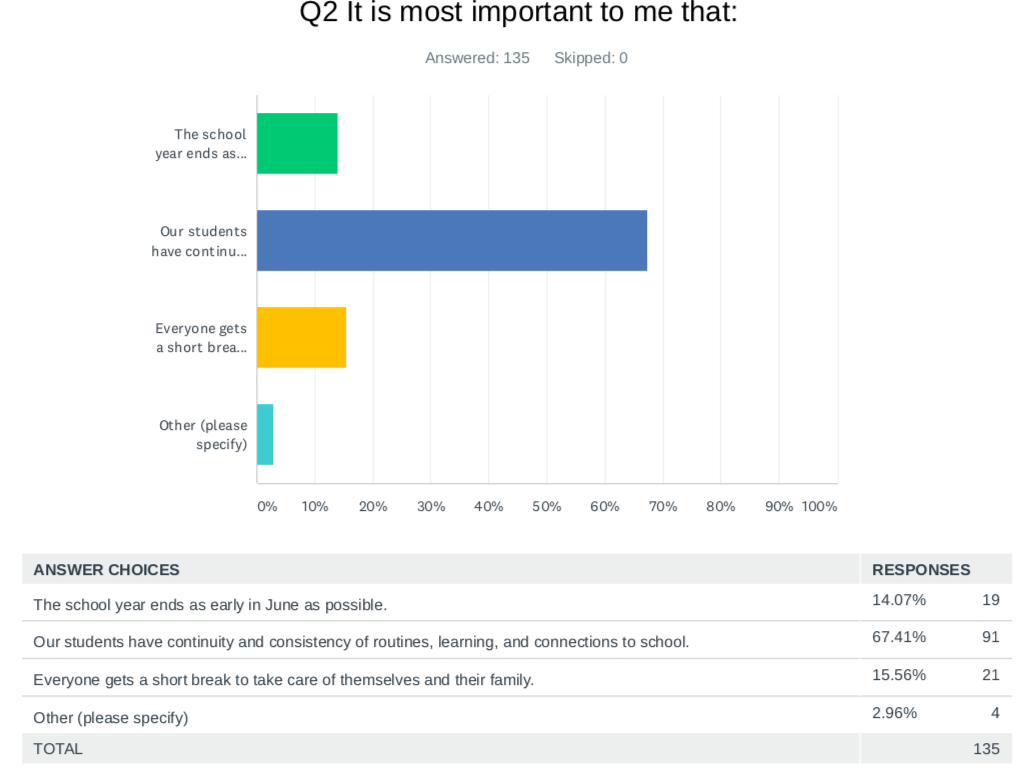 Q2 It is most important to me that:
Answered: 135 Skipped: 0
The school
year ends as...
Our students
have continu...
Everyone gets
a short brea...
Other (please
specify)
0% 10% 20% 30% 40% 50% 60% 70% 80% 90% 100%
ANSWER CHOICES RESPONSES
The school year ends as early in June as possible. 14.07% 19
Our students have continuity and consistency of routines, learning, and connections to school. 67.41% 91
Everyone gets a short break to take care of themselves and their family. 15.56% 21
Other (please specify) 2.96% 4
TOTAL 135